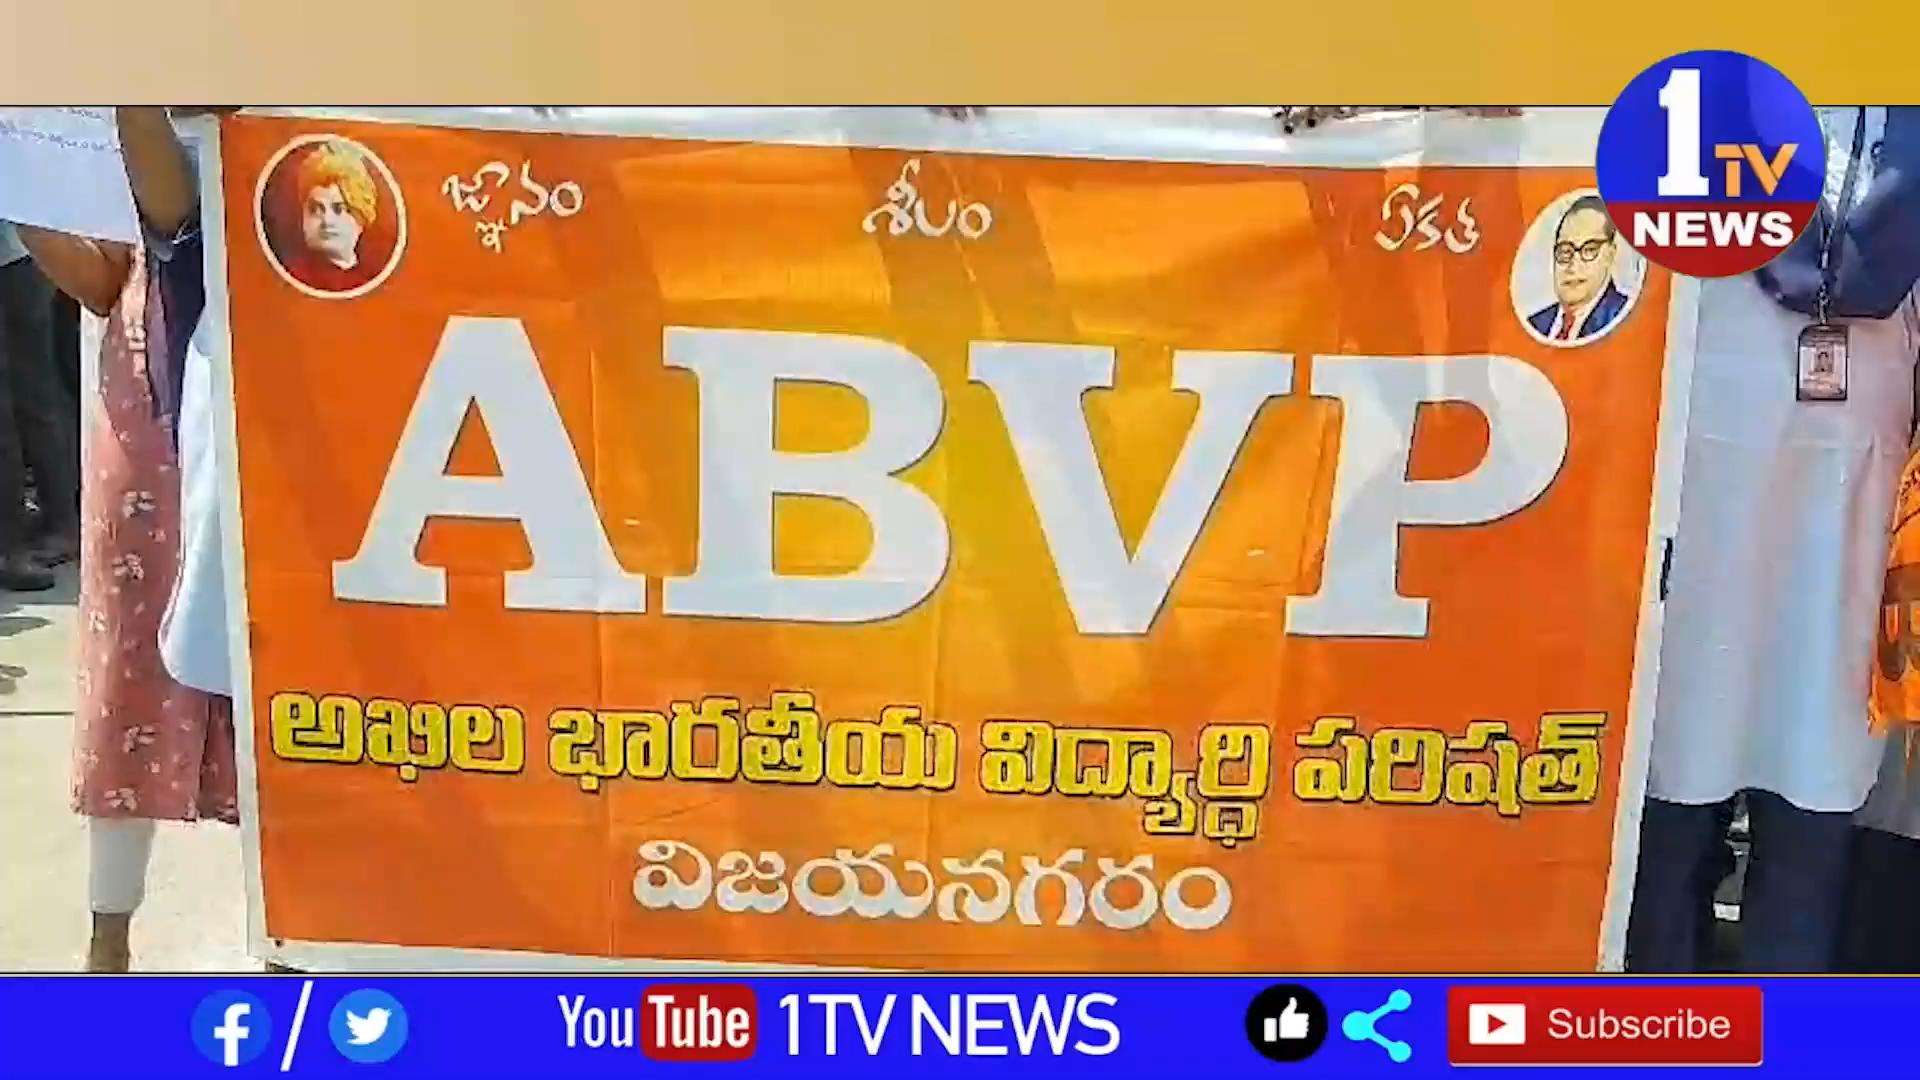 జ్ఞానం శీలం ఏకత
1TV
NEWS
ABVP
అఖిల భారతీయ విద్యార్ధి పరిషత్
విజయనగరం
You Tube 1TV NEWS Subscribe